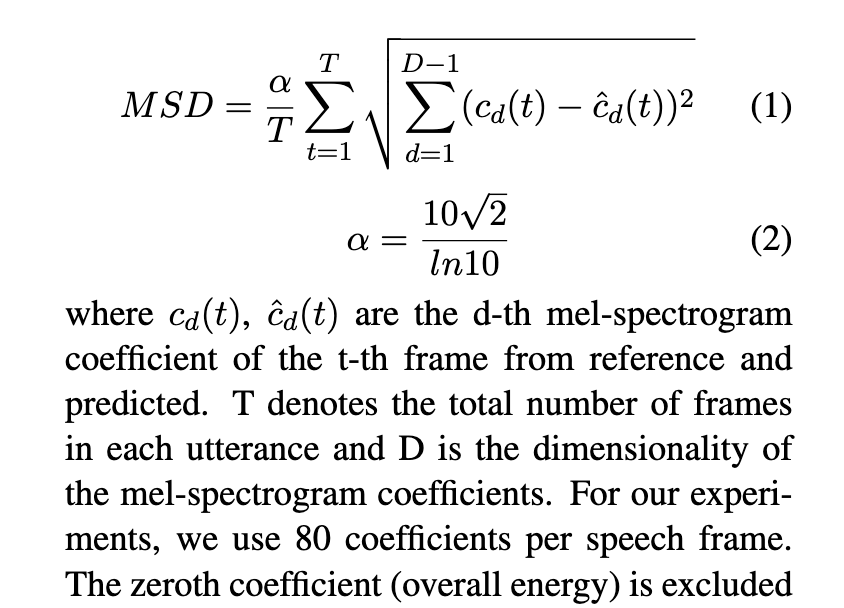 MSD = \frac{\alpha}{T} \sum_{t=1}^{T} \sqrt{\sum_{d=1}^{D-1} (c_d(t) - \hat{c}_d(t))^2} (1)
\alpha = \frac{10\sqrt{2}}{ln10} (2)
where c_d(t), \hat{c}_d(t) are the d-th mel-spectrogram
coefficient of the t-th frame from reference and
predicted. T denotes the total number of frames
in each utterance and D is the dimensionality of
the mel-spectrogram coefficients. For our experi-
ments, we use 80 coefficients per speech frame.
The zeroth coefficient (overall energy) is excluded